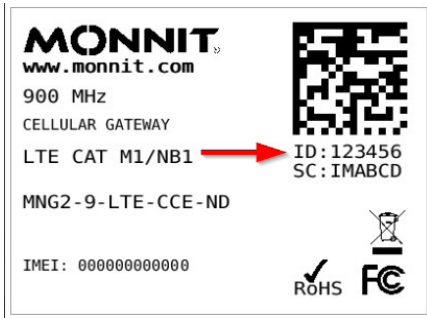 MONNIT®
www.monnit.com
900 MHz
CELLULAR GATEWAY
LTE CAT M1/NB1
ID:123456
SC:IMABCD
MNG2-9-LTE-CCE-ND
IMEI: 000000000000
RoHS
FC